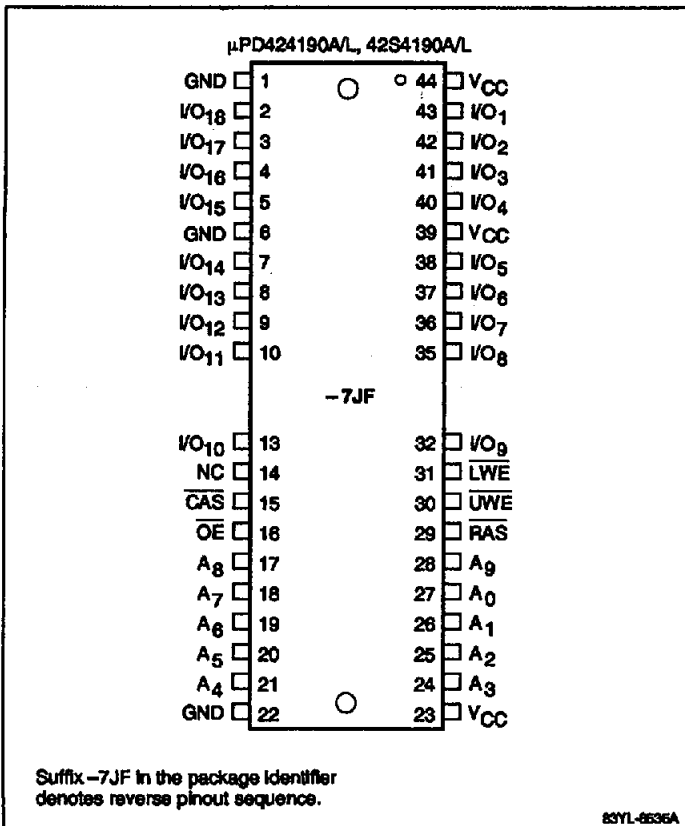 µPD424190A/L, 42S4190A/L
GND 1 44 VCC
I/O18 2 43 I/O1
I/O17 3 42 I/O2
I/O16 4 41 I/O3
I/O15 5 40 I/O4
GND 6 39 VCC
I/O14 7 38 I/O5
I/O13 8 37 I/O6
I/O12 9 36 I/O7
I/O11 10 35 I/O8
–7JF
I/O10 13 32 I/O9
NC 14 31 LWE
CAS 15 30 UWE
OE 16 29 RAS
A8 17 28 A9
A7 18 27 A0
A6 19 26 A1
A5 20 25 A2
A4 21 24 A3
GND 22 23 VCC
Suffix –7JF in the package identifier
denotes reverse pinout sequence.
83YL-8636A